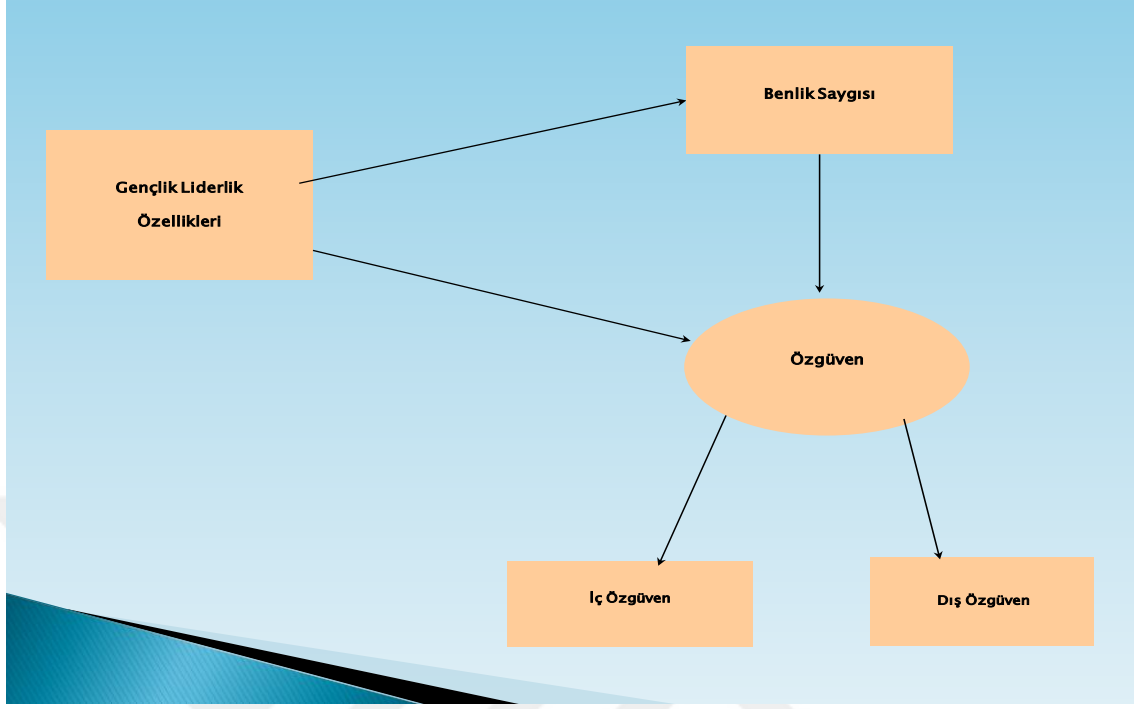 Benlik Saygısı
Gençlik Liderlik
Özellikleri
Özgüven
İç Özgüven
Dış Özgüven